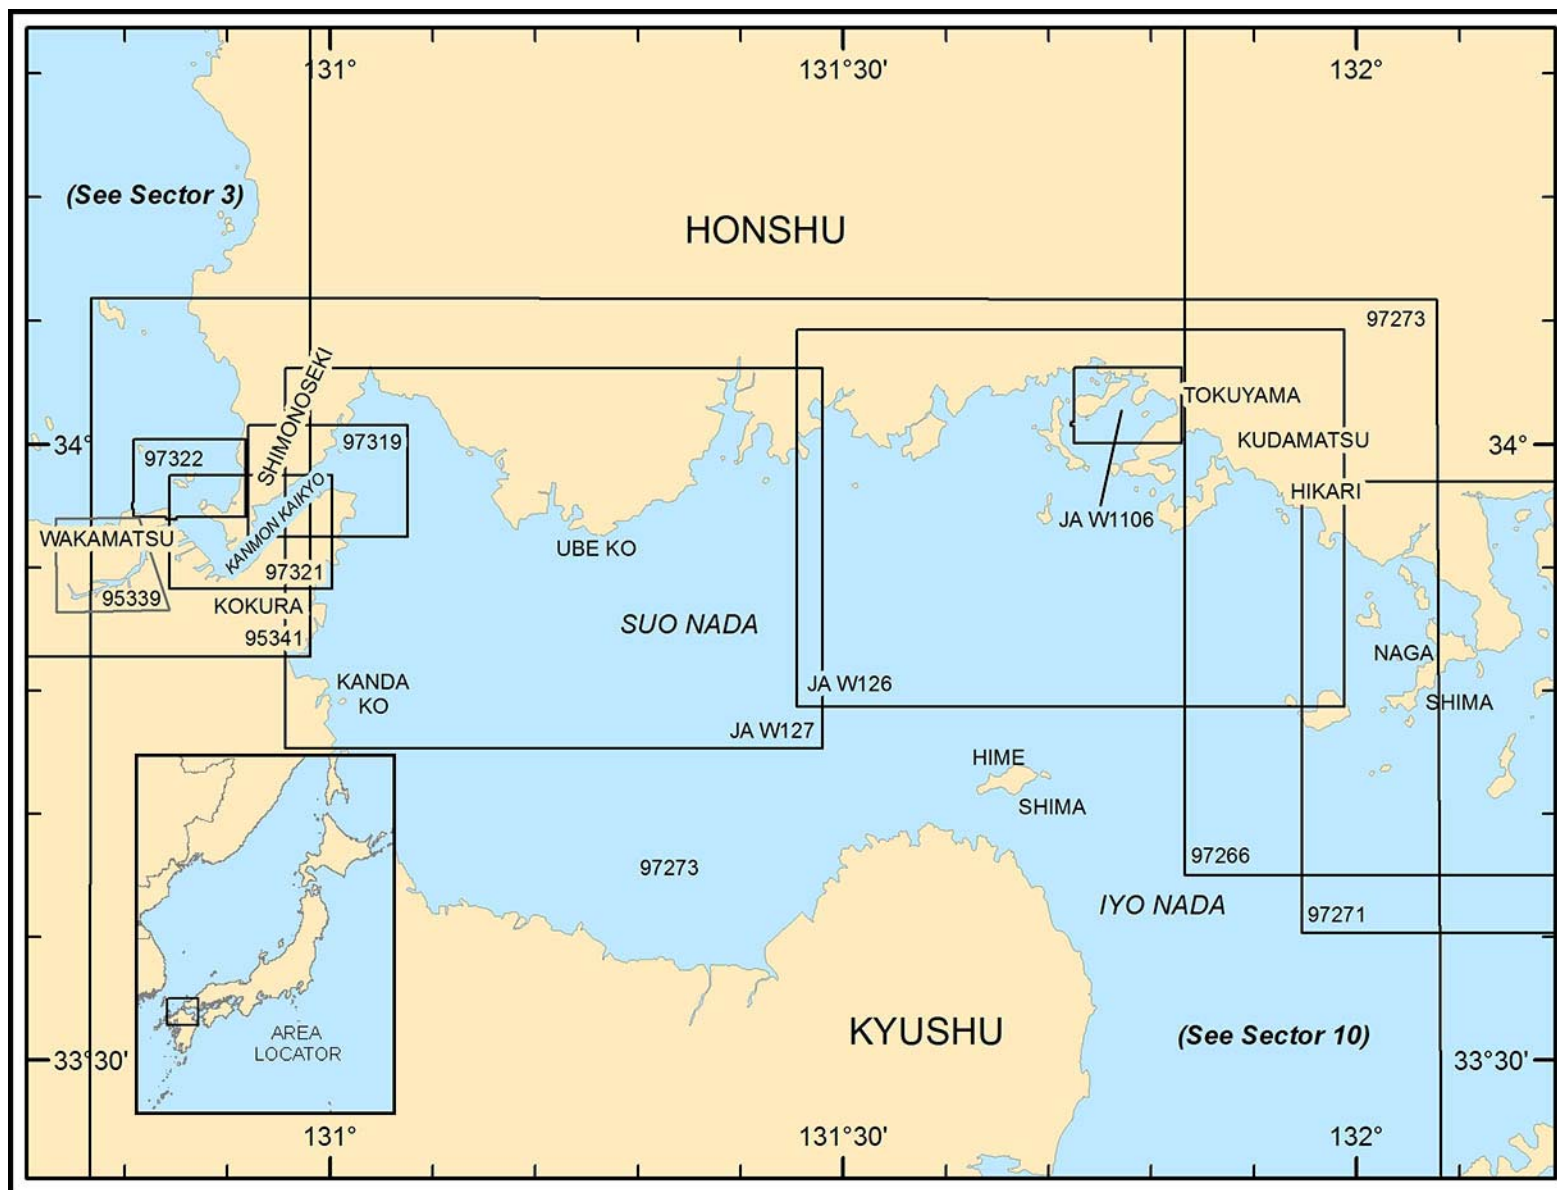 131°
131°30'
132°
(See Sector 3)
HONSHU
97273
SHIMONOSEKI
TOKUYAMA
34°
97322
97319
KUDAMATSU
34°
HIKARI
KANMON KAIKYO
JA W1106
WAKAMATSU
UBE KO
97321
95339
KOKURA
SUO NADA
95341
NAGA
SHIMA
KANDA
KO
JA W126
JA W127
HIME
SHIMA
97273
97266
IYO NADA
97271
AREA
LOCATOR
KYUSHU
(See Sector 10)
33°30'
33°30'
131°
131°30'
132°